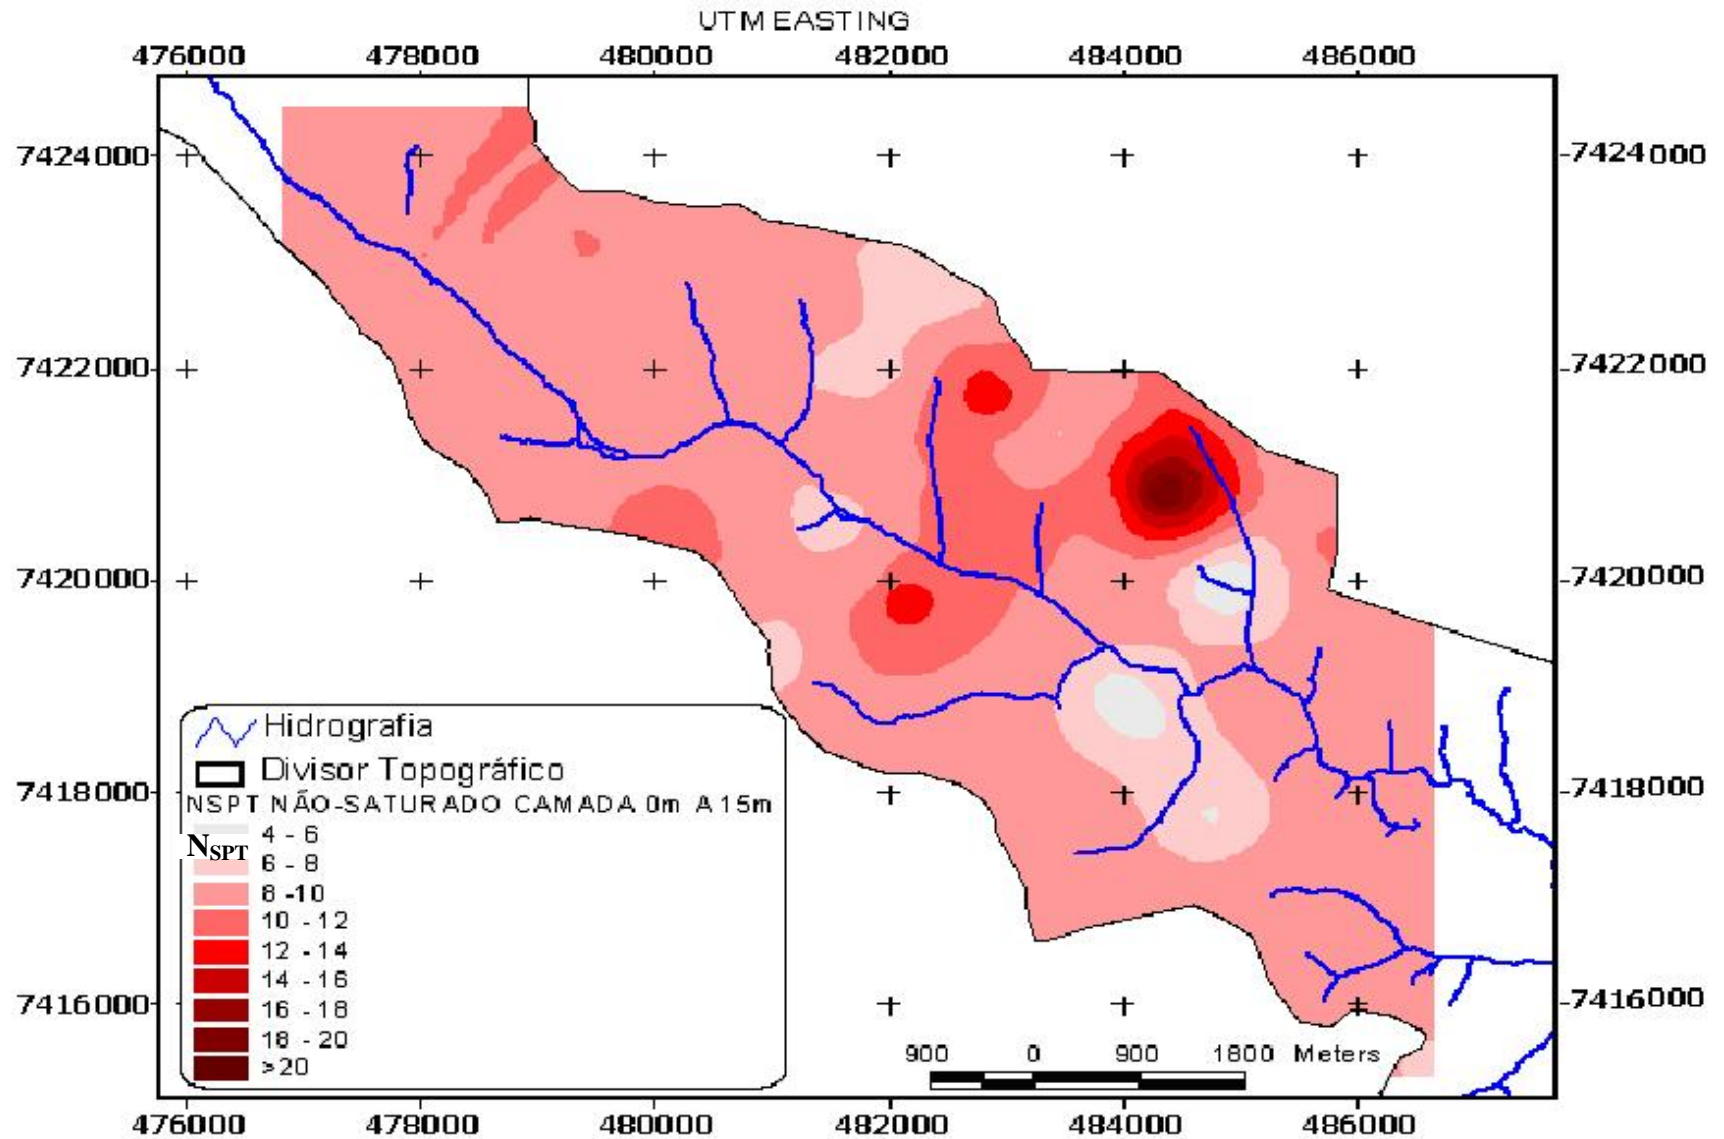 UTM EASTING
476000 478000 480000 482000 484000 486000
7424000 7424000
7422000 7422000
7420000 7420000
7418000 7418000
7416000 7416000
Hidrografia
Divisor Topográfico
NSPT NÃO-SATURADO CAMADA 0m A 15m
NSPT
4 - 6
6 - 8
8 -10
10 - 12
12 - 14
14 - 16
16 - 18
18 - 20
>20
900 0 900 1800 Meters
476000 478000 480000 482000 484000 486000